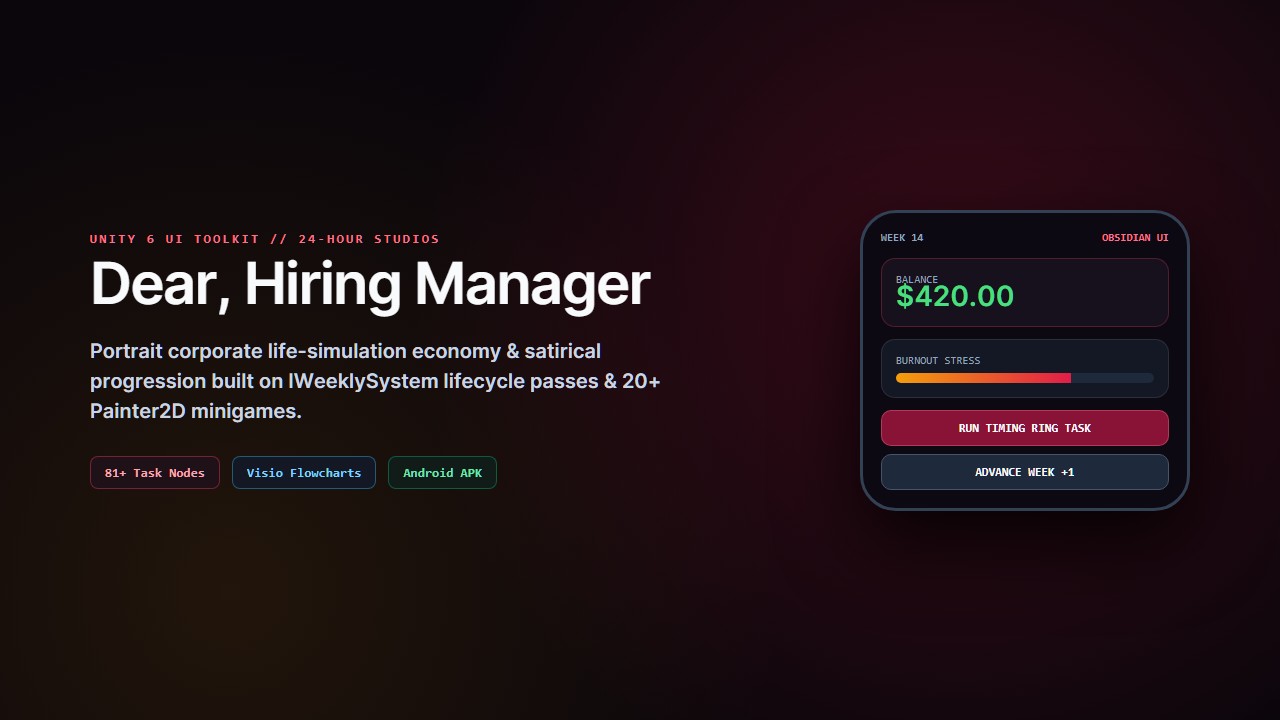 UNITY 6 UI TOOLKIT // 24-HOUR STUDIOS
Dear, Hiring Manager
Portrait corporate life-simulation economy & satirical
progression built on IWeeklySystem lifecycle passes & 20+
Painter2D minigames.
81+ Task Nodes
Visio Flowcharts
Android APK
WEEK 14
OBSIDIAN UI
BALANCE
$420.00
BURNOUT STRESS
RUN TIMING RING TASK
ADVANCE WEEK +1